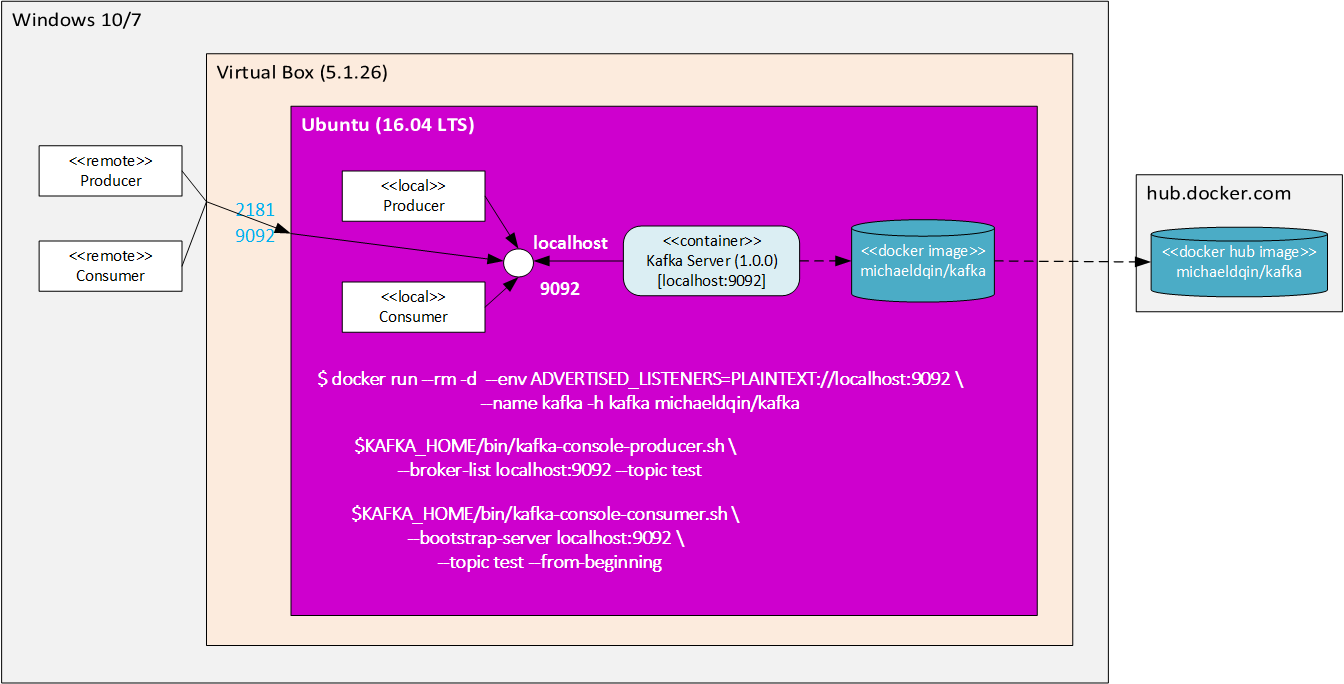 Windows 10/7
Virtual Box (5.1.26)
Ubuntu (16.04 LTS)
<<remote>>
Producer
<<remote>>
Consumer
2181
9092
<<local>>
Producer
<<local>>
Consumer
localhost
9092
<<container>>
Kafka Server (1.0.0)
[localhost:9092]
<<docker image>>
michaeldqin/kafka
hub.docker.com
<<docker hub image>>
michaeldqin/kafka
$ docker run —rm -d —env ADVERTISED_LISTENERS=PLAINTEXT://localhost:9092 \
—name kafka -h kafka michaeldqin/kafka
$KAFKA_HOME/bin/kafka-console-producer.sh \
—broker-list localhost:9092 —topic test
$KAFKA_HOME/bin/kafka-console-consumer.sh \
—bootstrap-server localhost:9092 \
—topic test —from-beginning